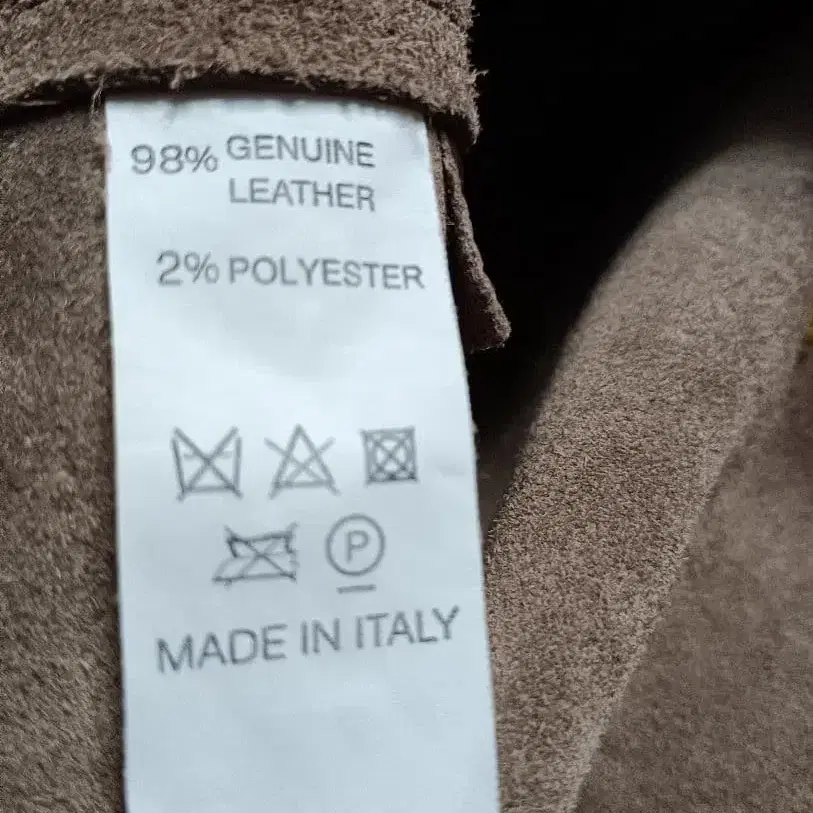 98% GENUINE
LEATHER
2% POLYESTER
P
MADE IN ITALY